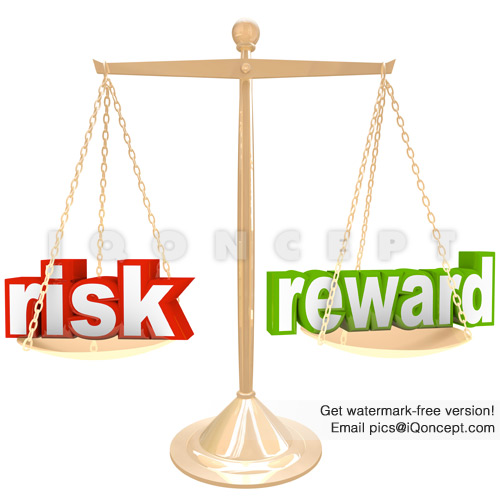 IQONCEPT
risk
reward
Get watermark-free version!
Email pics@iQoncept.com